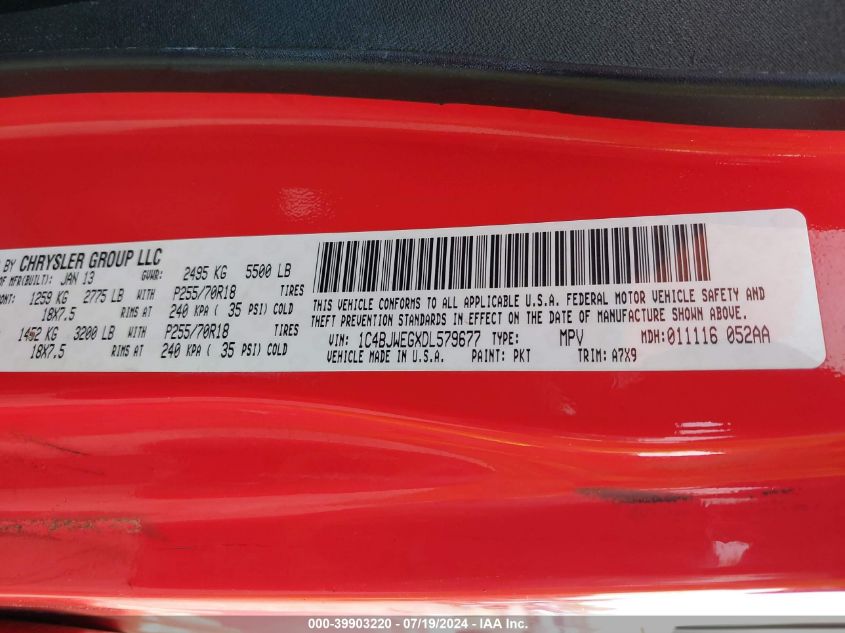 BY CHRYSLER GROUP LLC
OF MFR(BUILT): JAN 13 GVWR: 2495 KG 5500 LB
1259 KG 2775 LB WITH P255/70R18 TIRES
18X7.5 RIMS AT 240 KPA ( 35 PSI) COLD
1452 KG 3200 LB WITH P255/70R18 TIRES
18X7.5 RIMS AT 240 KPA ( 35 PSI) COLD
THIS VEHICLE CONFORMS TO ALL APPLICABLE U.S.A. FEDERAL MOTOR VEHICLE SAFETY AND
THEFT PREVENTION STANDARDS IN EFFECT ON THE DATE OF MANUFACTURE SHOWN ABOVE.
VIN: 1C4BJWEGXDL579677 TYPE: MPV MDH: 011116 052AA
VEHICLE MADE IN U.S.A. PAINT: PKT TRIM: A7X9
000-39903220 - 07/19/2024 - IAA Inc.